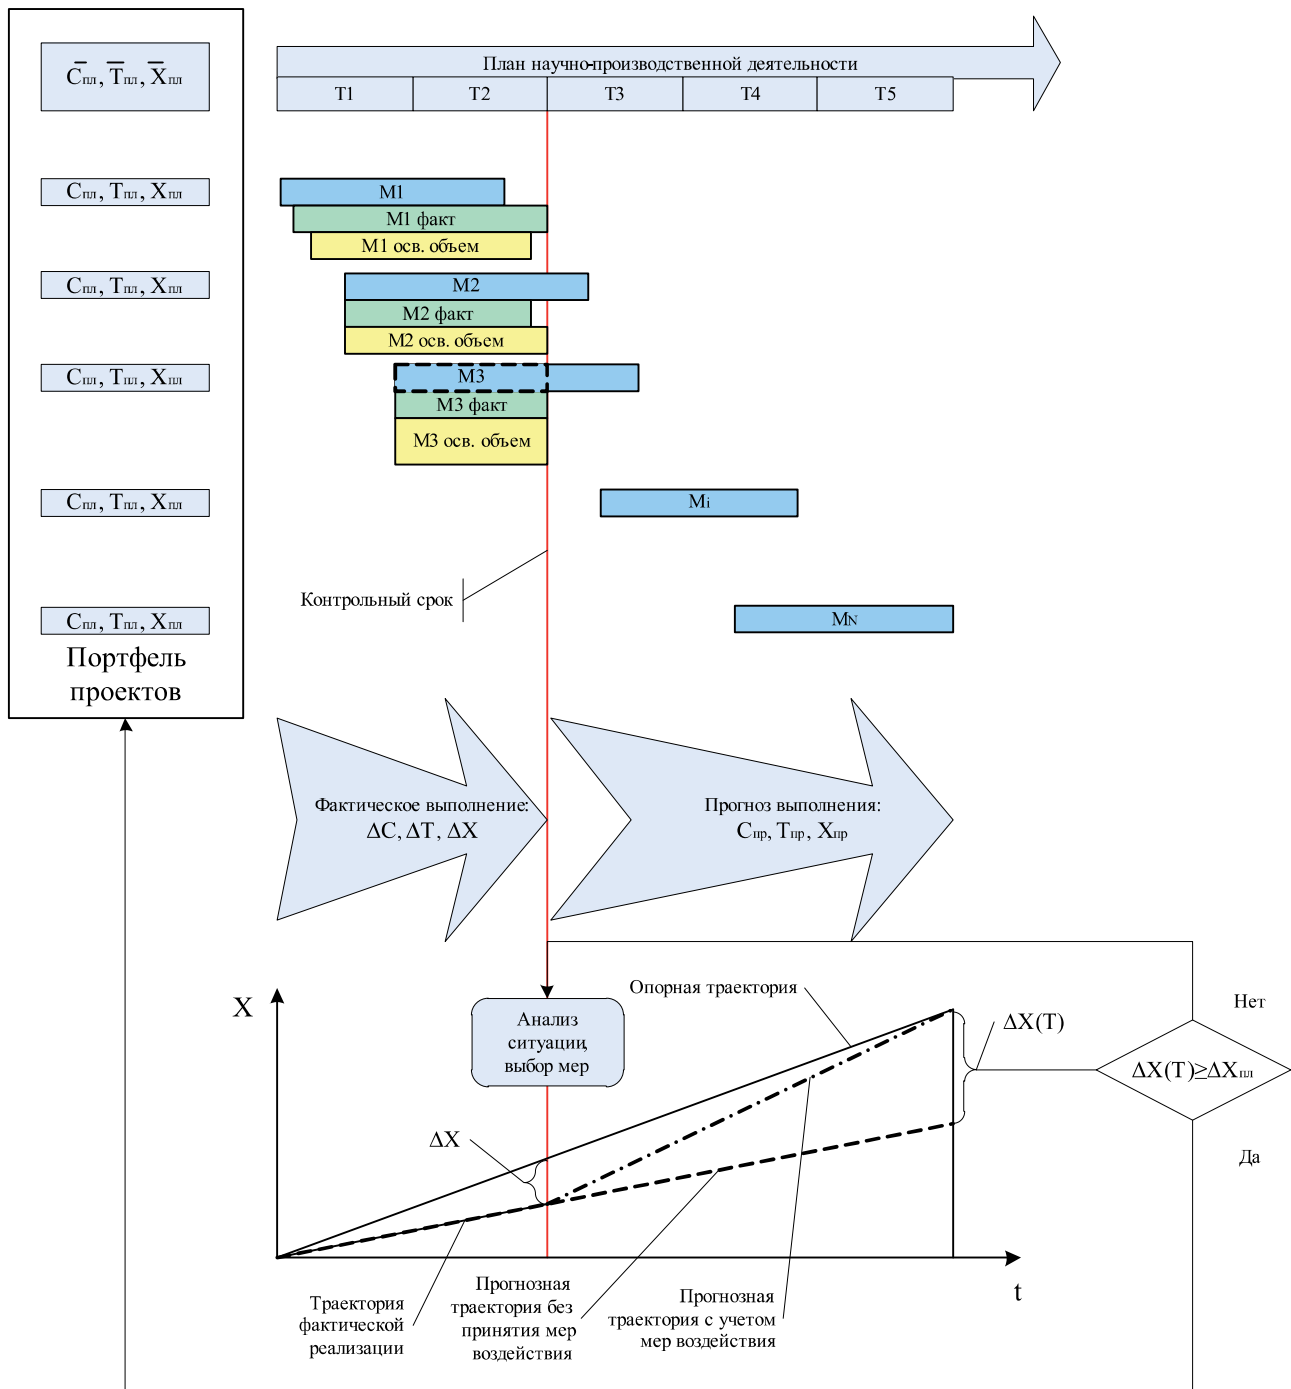 C̅пл, T̅пл, X̅пл
План научно-производственной деятельности
T1 T2 T3 T4 T5
Cпл, Tпл, Xпл
M1
M1 факт
M1 осв. объем
Cпл, Tпл, Xпл
M2
M2 факт
M2 осв. объем
Cпл, Tпл, Xпл
M3
M3 факт
M3 осв. объем
Cпл, Tпл, Xпл
Mi
Контрольный срок
Cпл, Tпл, Xпл
MN
Портфель
проектов
Фактическое выполнение:
ΔC, ΔT, ΔX
Прогноз выполнения:
Cпр, Tпр, Xпр
X
Опорная траектория
Анализ
ситуации,
выбор мер
ΔX(T)
Нет
ΔX(T)≥ΔXпл
Да
ΔX
t
Траектория
фактической
реализации
Прогнозная
траектория без
принятия мер
воздействия
Прогнозная
траектория с учетом
мер воздействия